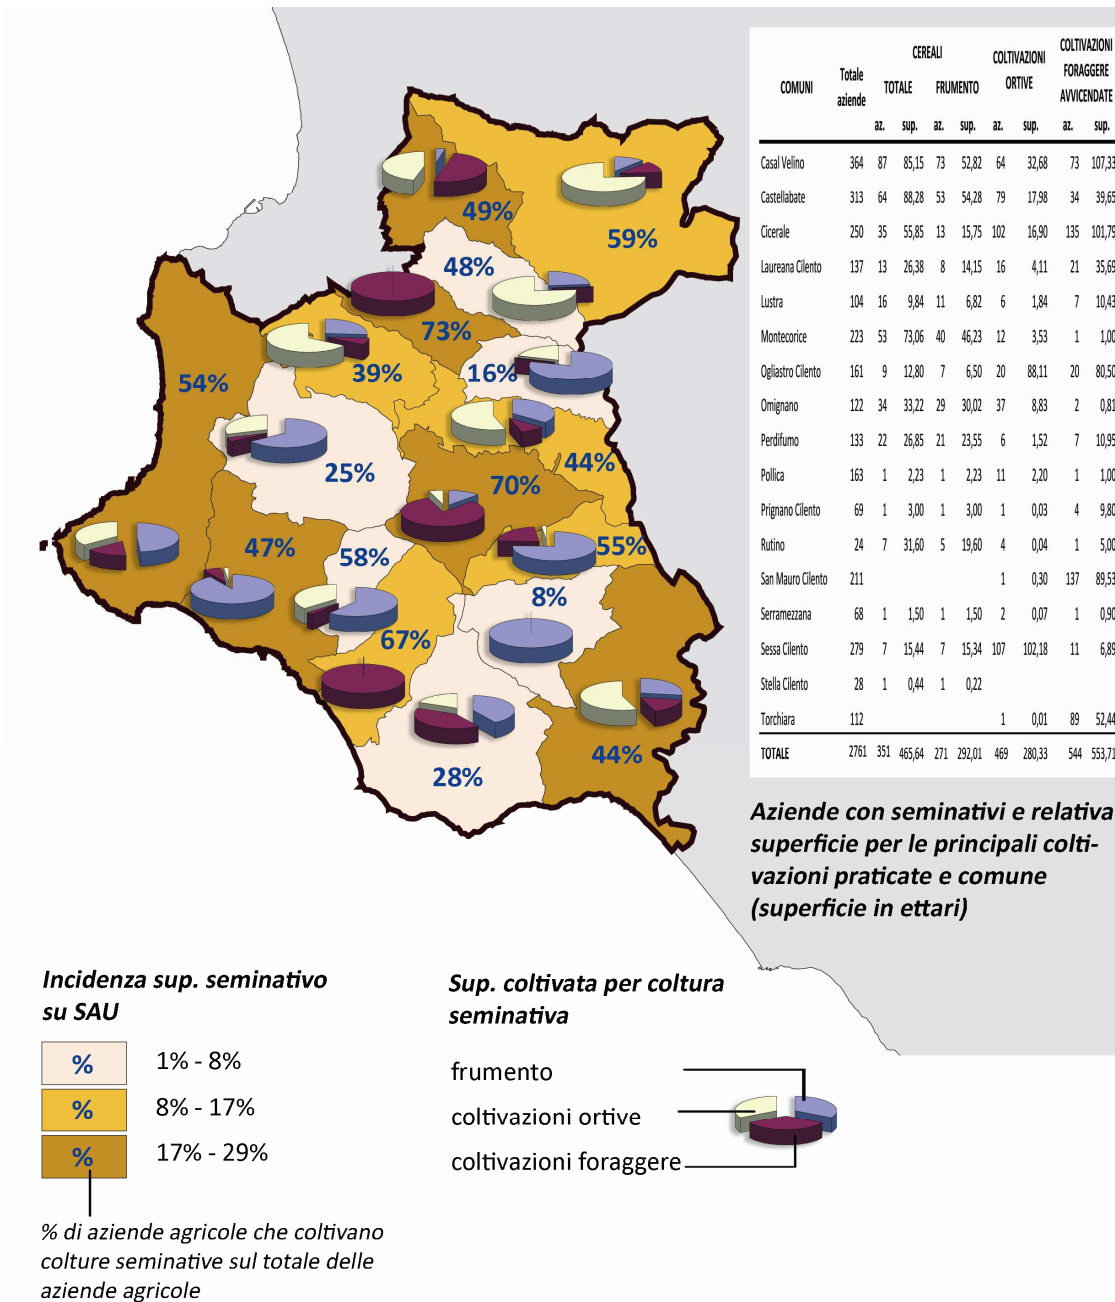 CEREALI
COLTIVAZIONI ORTIVE
COLTIVAZIONI FORAGGERE AVVICENDATE
COMUNI Totale aziende TOTALE FRUMENTO
az. sup. az. sup. az. sup. az. sup.
Casal Velino 364 87 85,15 73 52,82 64 32,68 73 107,33
Castellabate 313 64 88,28 53 54,28 79 17,98 34 39,65
Cicerale 250 35 55,85 13 15,75 102 16,90 135 101,79
Laureana Cilento 137 13 26,38 8 14,15 16 4,11 21 35,69
Lustra 104 16 9,84 11 6,82 6 1,84 7 10,43
Montecorice 223 53 73,06 40 46,23 12 3,53 1 1,00
Ogliastro Cilento 161 9 12,80 7 6,50 20 88,11 20 80,50
Omignano 122 34 33,22 29 30,02 37 8,83 2 0,81
Perdifumo 133 22 26,85 21 23,55 6 1,52 7 10,95
Pollica 163 1 2,23 1 2,23 11 2,20 1 1,00
Prignano Cilento 69 1 3,00 1 3,00 1 0,03 4 9,80
Rutino 24 7 31,60 5 19,60 4 0,04 1 5,00
San Mauro Cilento 211 1 0,30 137 89,53
Serramezzana 68 1 1,50 1 1,50 2 0,07 1 0,90
Sessa Cilento 279 7 15,44 7 15,34 107 102,18 11 6,89
Stella Cilento 28 1 0,44 1 0,22
Torchiara 112 1 0,01 89 52,44
TOTALE 2761 351 465,64 271 292,01 469 280,33 544 553,71
Aziende con seminativi e relativa
superficie per le principali colti-
vazioni praticate e comune
(superficie in ettari)
49%
59%
48%
73%
39%
16%
54%
25%
44%
70%
47%
58%
55%
8%
67%
28%
44%
Incidenza sup. seminativo
su SAU
% 1% - 8%
% 8% - 17%
% 17% - 29%
% di aziende agricole che coltivano
colture seminative sul totale delle
aziende agricole
Sup. coltivata per coltura
seminativa
frumento
coltivazioni ortive
coltivazioni foraggere